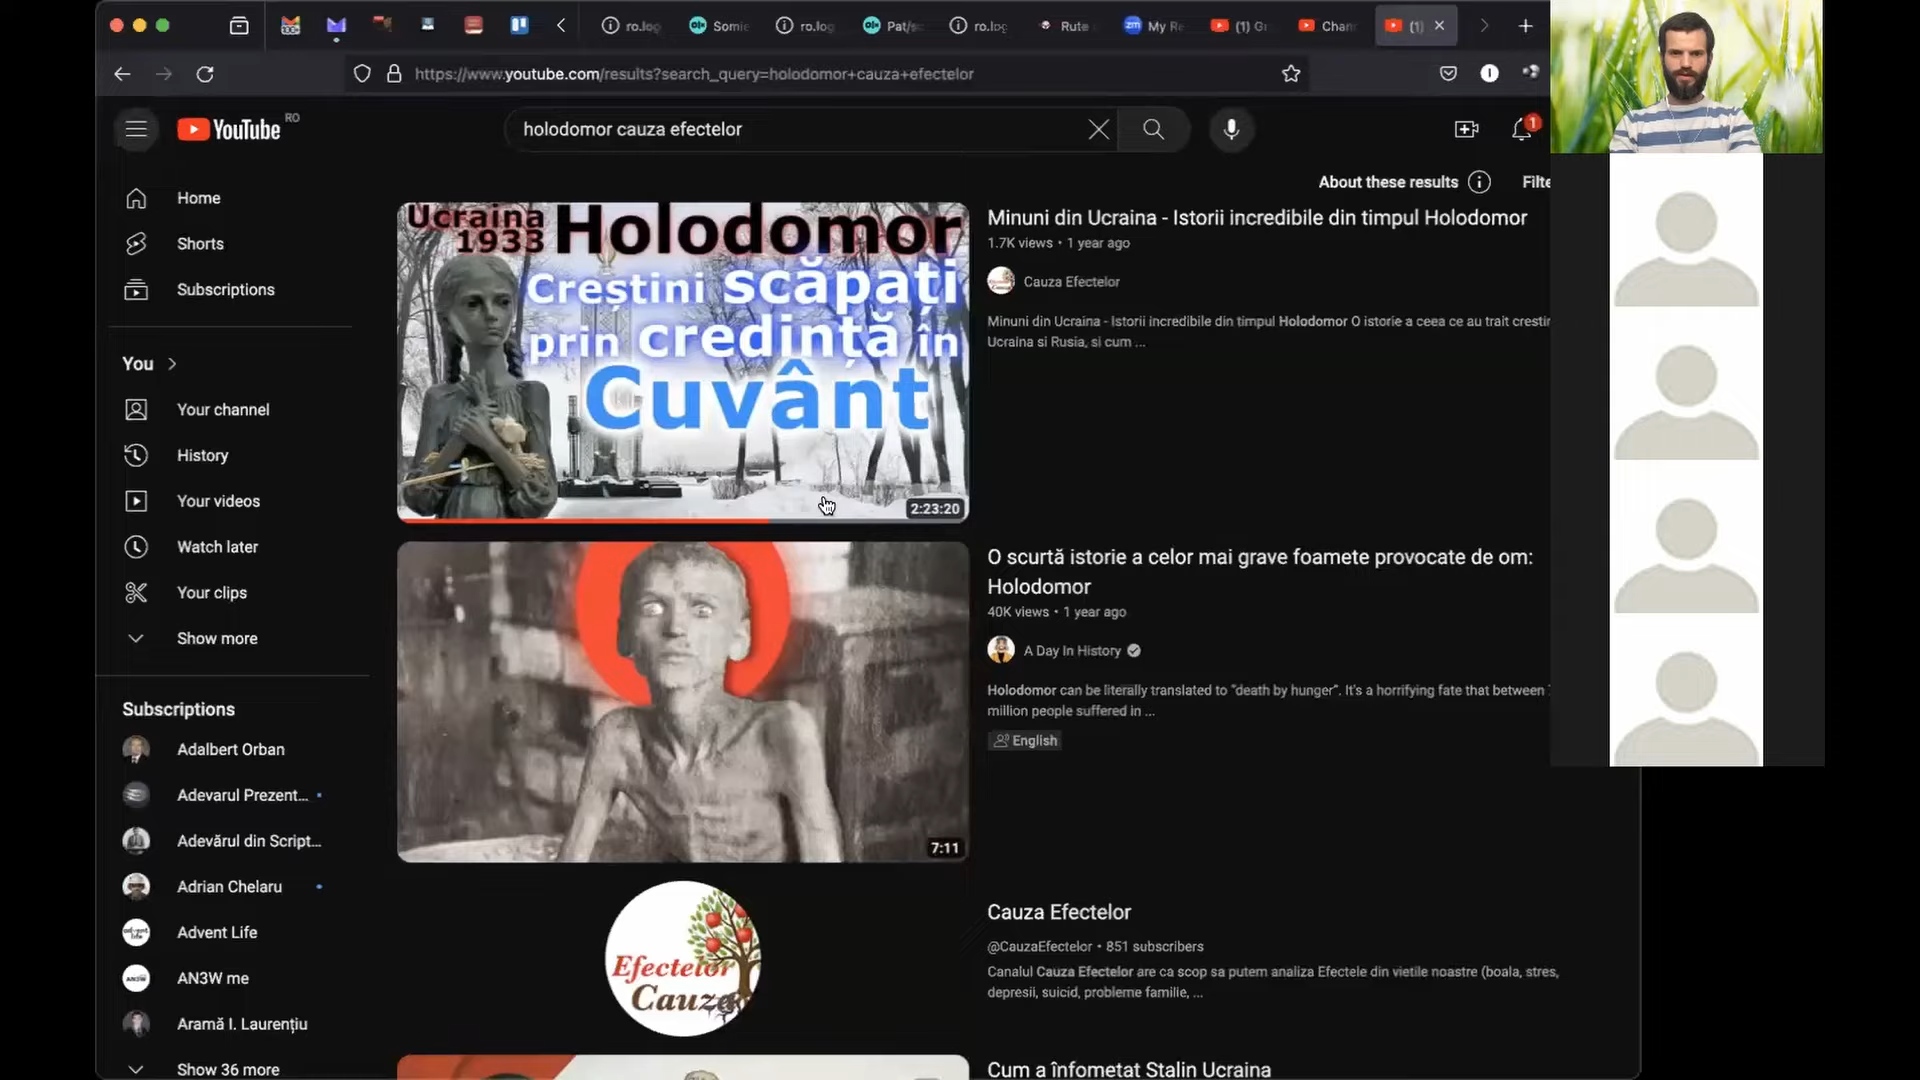 ro.log
Somie
ro.log
Pat/s
ro.log
Rute
My Re
(1) G
Chan
(1)
https://www.youtube.com/results?search_query=holodomor+cauza+efectelor
YouTube RO
holodomor cauza efectelor
1
About these results
Filte
Home
Shorts
Subscriptions
You
Your channel
History
Your videos
Watch later
Your clips
Show more
Subscriptions
Adalbert Orban
Adevarul Prezent...
Adevărul din Script...
Adrian Chelaru
Advent Life
AN3W me
Aramă I. Laurențiu
Show 36 more
Ucraina
1933
Holodomor
Creștini scăpați
prin credință în
Cuvânt
2:23:20
Minuni din Ucraina - Istorii incredibile din timpul Holodomor
1.7K views • 1 year ago
Cauza Efectelor
Minuni din Ucraina - Istorii incredibile din timpul Holodomor O istorie a ceea ce au trait crestir
Ucraina si Rusia, si cum ...
7:11
O scurtă istorie a celor mai grave foamete provocate de om:
Holodomor
40K views • 1 year ago
A Day In History
Holodomor can be literally translated to "death by hunger". It's a horrifying fate that between
million people suffered in ...
English
Efectelor
Cauza
Cauza Efectelor
@CauzaEfectelor • 851 subscribers
Canalul Cauza Efectelor are ca scop sa putem analiza Efectele din vietile noastre (boala, stres,
depresii, suicid, probleme familie, ...
Cum a înfometat Stalin Ucraina